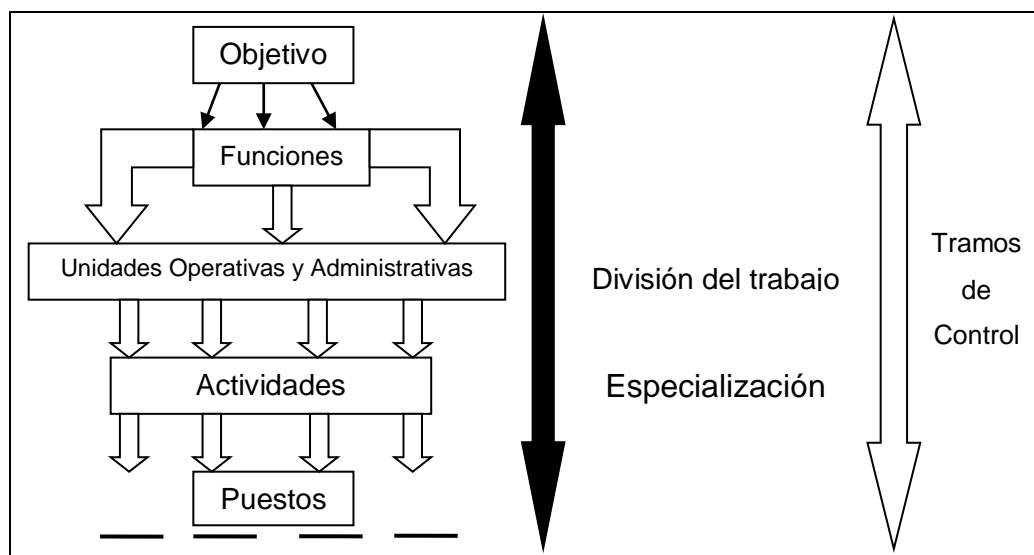 Objetivo
Funciones
Unidades Operativas y Administrativas
Actividades
Puestos
División del trabajo
Especialización
Tramos
de
Control